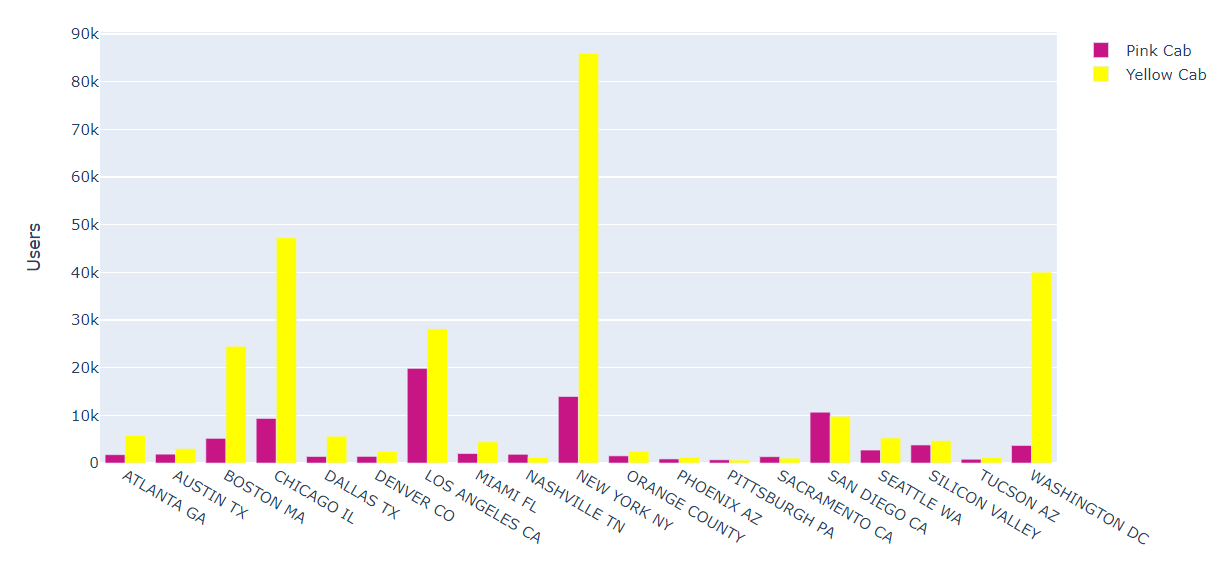 90k
80k
70k
60k
50k
40k
30k
20k
10k
0
Users
Pink Cab
Yellow Cab
ATLANTA GA
AUSTIN TX
BOSTON MA
CHICAGO IL
DALLAS TX
DENVER CO
LOS ANGELES CA
MIAMI FL
NASHVILLE TN
NEW YORK NY
ORANGE COUNTY
PHOENIX AZ
PITTSBURGH PA
SACRAMENTO CA
SAN DIEGO CA
SEATTLE WA
SILICON VALLEY
TUCSON AZ
WASHINGTON DC